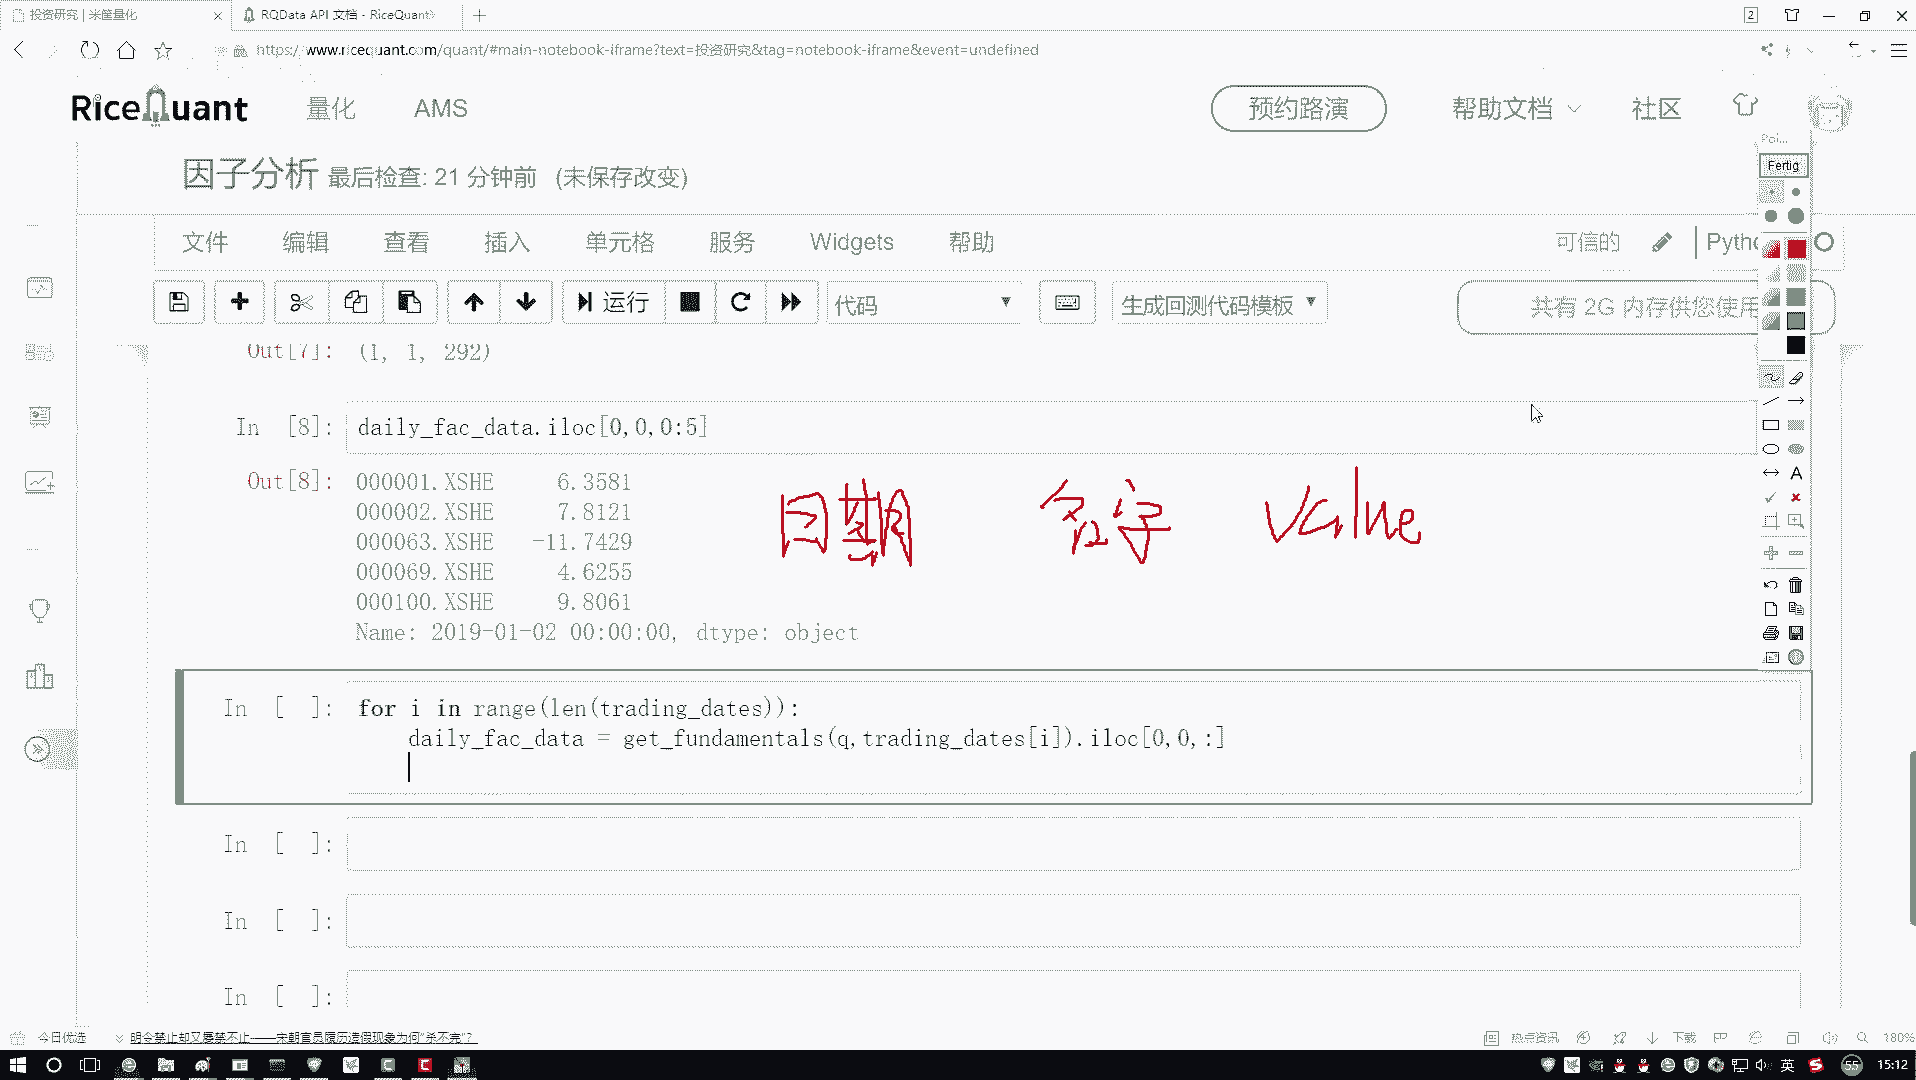 投资研究 | 米筐量化
RQData API 文档 - RiceQuant
2
https://www.ricequant.com/quant/#main-notebook-iframe?text=投资研究&tag=notebook-iframe&event=undefined
RiceQuant 量化 AMS 预约路演 帮助文档 社区
因子分析 最后检查: 21 分钟前 (未保存改变)
Fertig
文件 编辑 查看 插入 单元格 服务 Widgets 帮助 可信的
运行 代码 生成回测代码模板 共有 2G 内存供您使用
Out[7]: (1, 1, 292)
In [8]: daily_fac_data.iloc[0,0,0:5]
Out[8]: 000001.XSHE 6.3581
000002.XSHE 7.8121
000063.XSHE -11.7429
000069.XSHE 4.6255
000100.XSHE 9.8061
Name: 2019-01-02 00:00:00, dtype: object
日期 名字 Value
In [ ]: for i in range(len(trading_dates)):
daily_fac_data = get_fundamentals(q,trading_dates[i]).iloc[0,0,:]
In [ ]:
In [ ]:
In [ ]:
今日优选 明令禁止却又屡禁不止——宋朝官员履历造假现象为何"杀不完"? 热点资讯 下载 180%
英 55 15:12